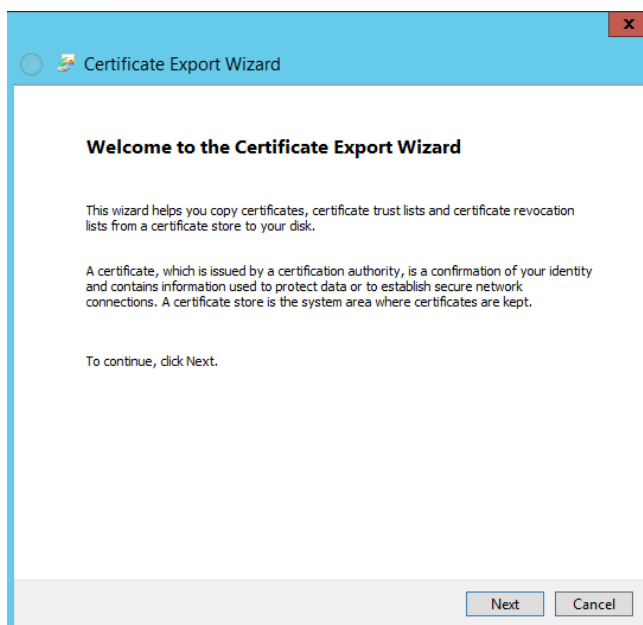 x
Certificate Export Wizard
Welcome to the Certificate Export Wizard
This wizard helps you copy certificates, certificate trust lists and certificate revocation
lists from a certificate store to your disk.
A certificate, which is issued by a certification authority, is a confirmation of your identity
and contains information used to protect data or to establish secure network
connections. A certificate store is the system area where certificates are kept.
To continue, click Next.
Next Cancel